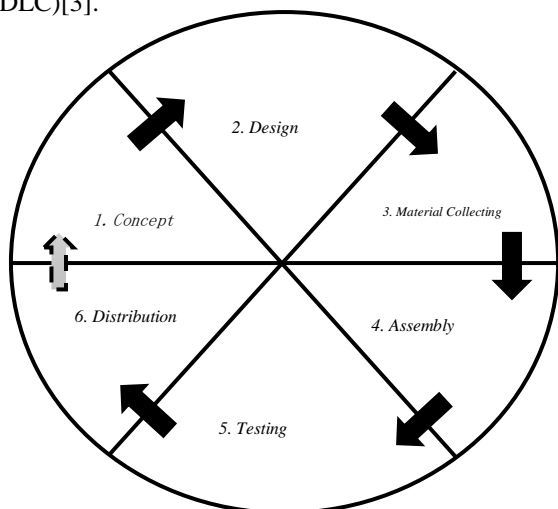 DLC)[3].
2. Design
1. Concept
3. Material Collecting
6. Distribution
4. Assembly
5. Testing